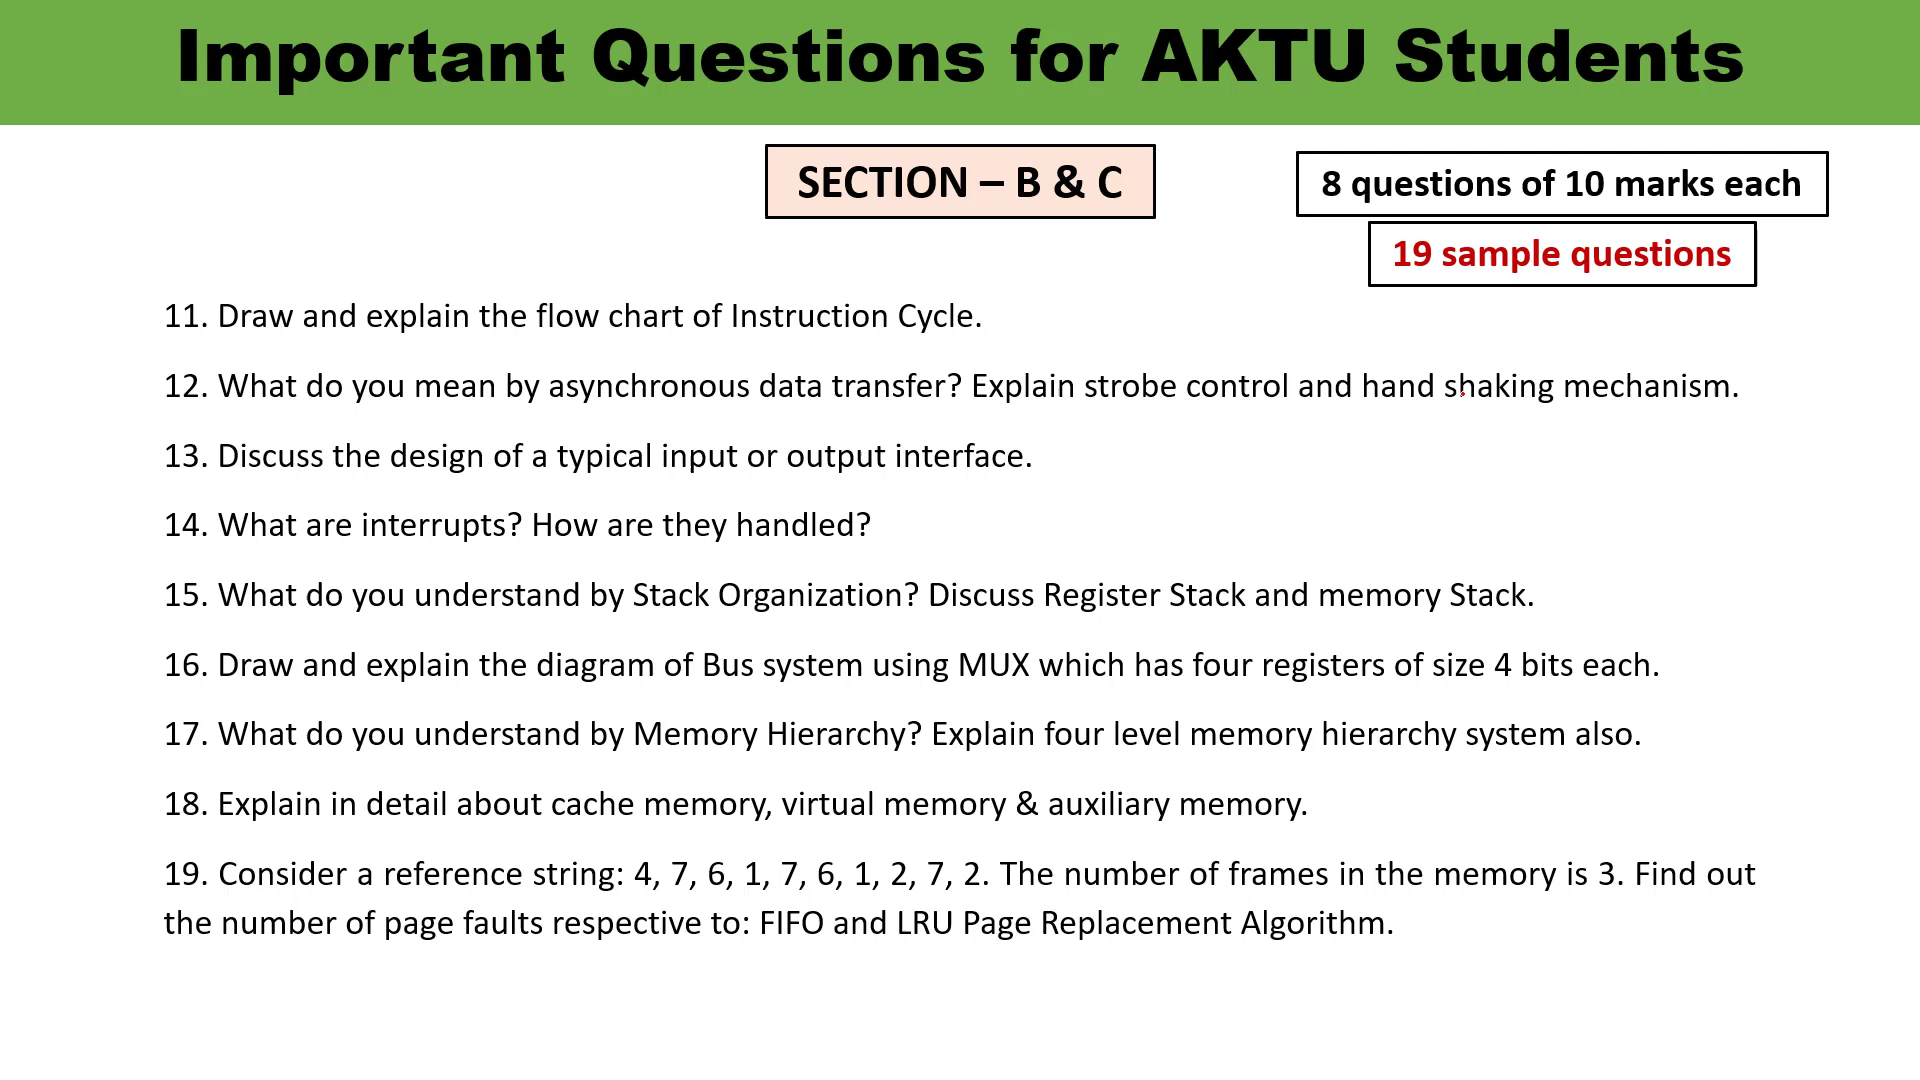 Important Questions for AKTU Students
SECTION – B & C
8 questions of 10 marks each
19 sample questions
11. Draw and explain the flow chart of Instruction Cycle.
12. What do you mean by asynchronous data transfer? Explain strobe control and hand shaking mechanism.
13. Discuss the design of a typical input or output interface.
14. What are interrupts? How are they handled?
15. What do you understand by Stack Organization? Discuss Register Stack and memory Stack.
16. Draw and explain the diagram of Bus system using MUX which has four registers of size 4 bits each.
17. What do you understand by Memory Hierarchy? Explain four level memory hierarchy system also.
18. Explain in detail about cache memory, virtual memory & auxiliary memory.
19. Consider a reference string: 4, 7, 6, 1, 7, 6, 1, 2, 7, 2. The number of frames in the memory is 3. Find out
the number of page faults respective to: FIFO and LRU Page Replacement Algorithm.